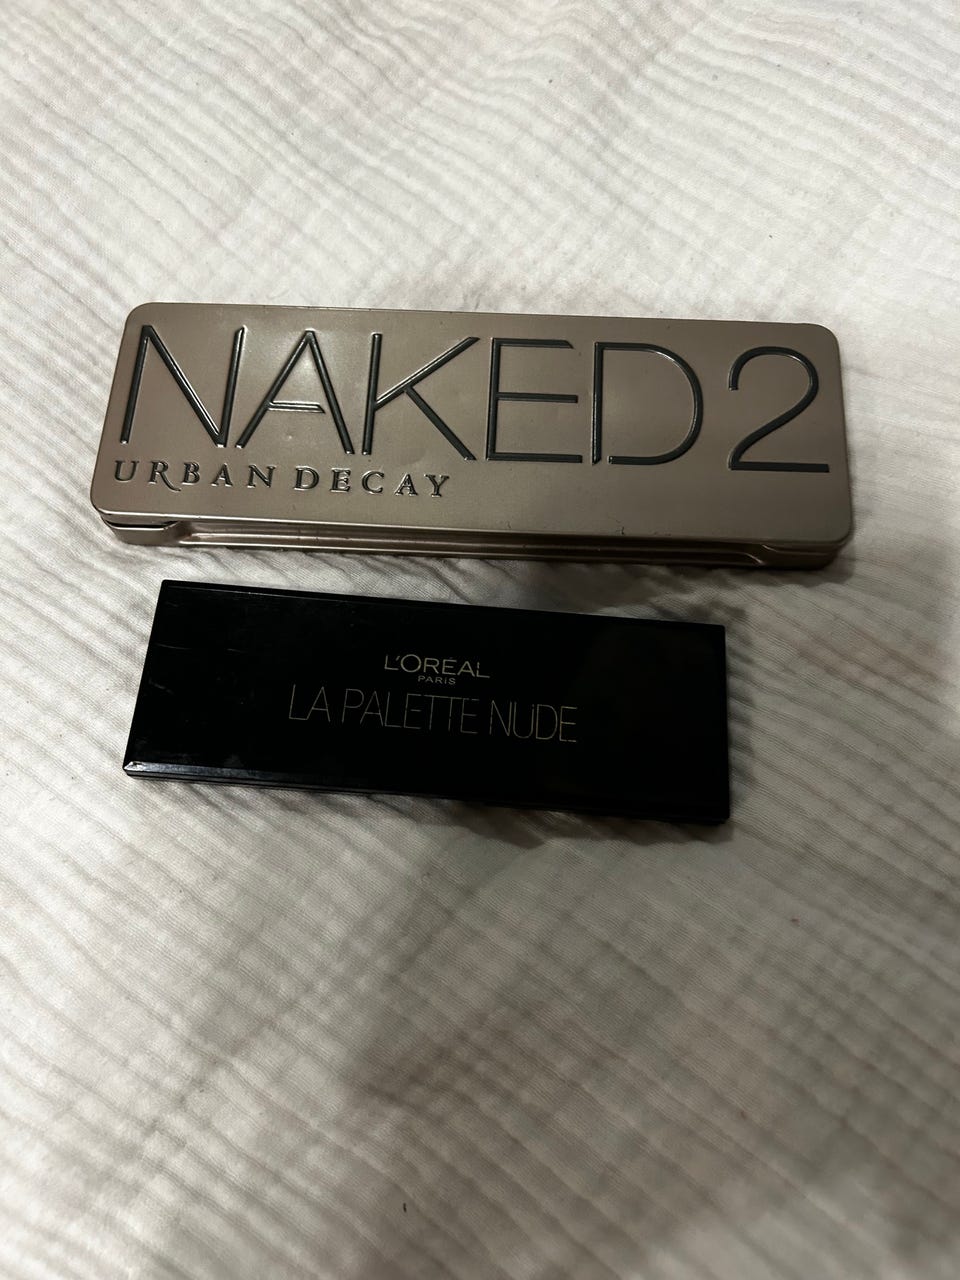 NAKED2
URBAN DECAY
L'ORÉAL
PARIS
LA PALETTE NUDE